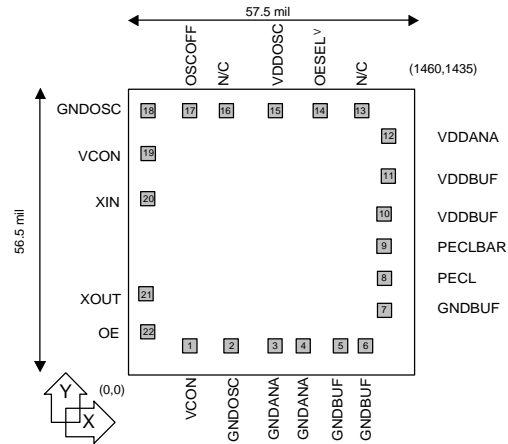 57.5 mil
OSCOFF
N/C
VDDOSC
OESEL^V
N/C
(1460,1435)
GNDOSC
18
17
16
15
14
13
12
VDDANA
VCON
19
11
VDDBUF
XIN
20
10
VDDBUF
56.5 mil
9
PECLBAR
8
PECL
XOUT
21
7
GNDBUF
OE
22
1
2
3
4
5
6
(0,0)
Y
X
VCON
GNDOSC
GNDANA
GNDANA
GNDBUF
GNDBUF